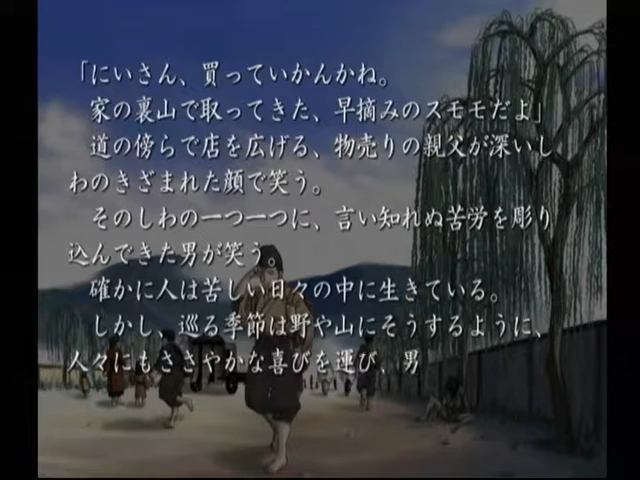 「にいさん、買っていかんかね。
家の裏山で取ってきた、早摘みのスモモだよ」
道の傍らで店を広げる、物売りの親父が深いし
わのきざまれた顔で笑う。
そのしわの一つ一つに、言い知れぬ苦労を彫り
込んできた男が笑う。
確かに人は苦しい日々の中に生きている。
しかし、巡る季節は野や山にそうするように、
人々にもささやかな喜びを運び、男